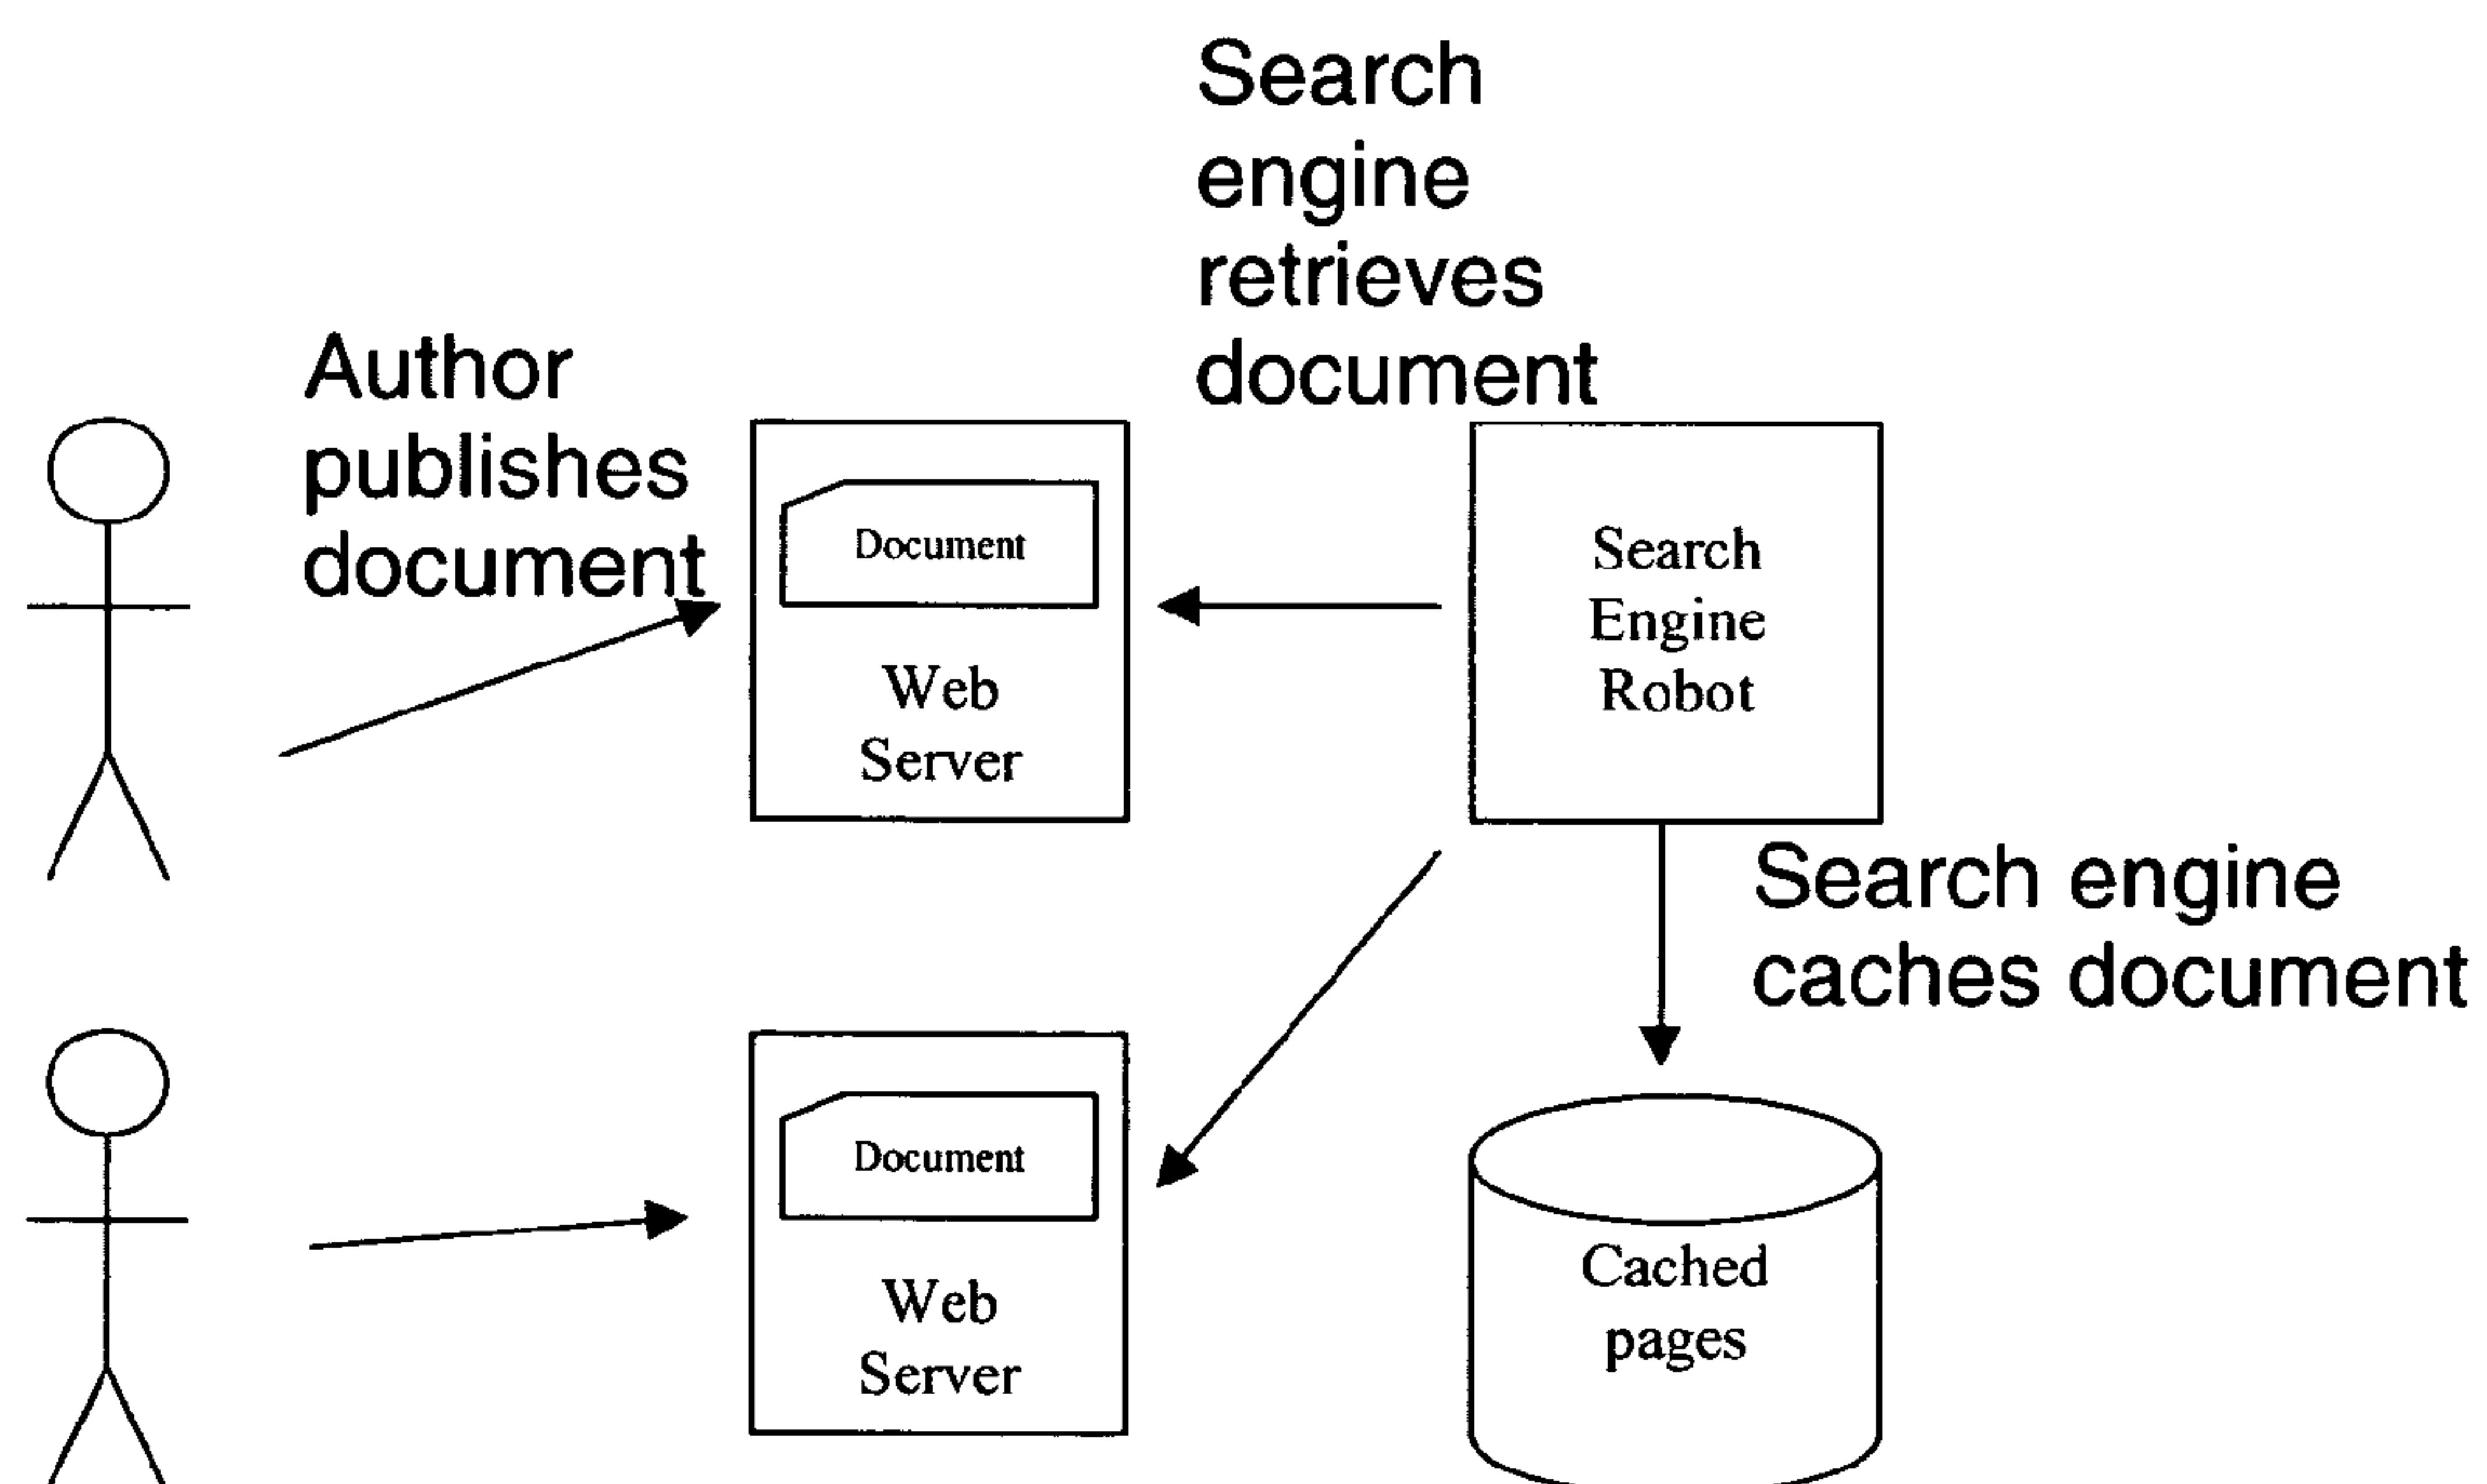 Search
engine
retrieves
document
Author
publishes
document
Document
Web
Server
Search
Engine
Robot
Search engine
caches document
Document
Web
Server
Cached
pages